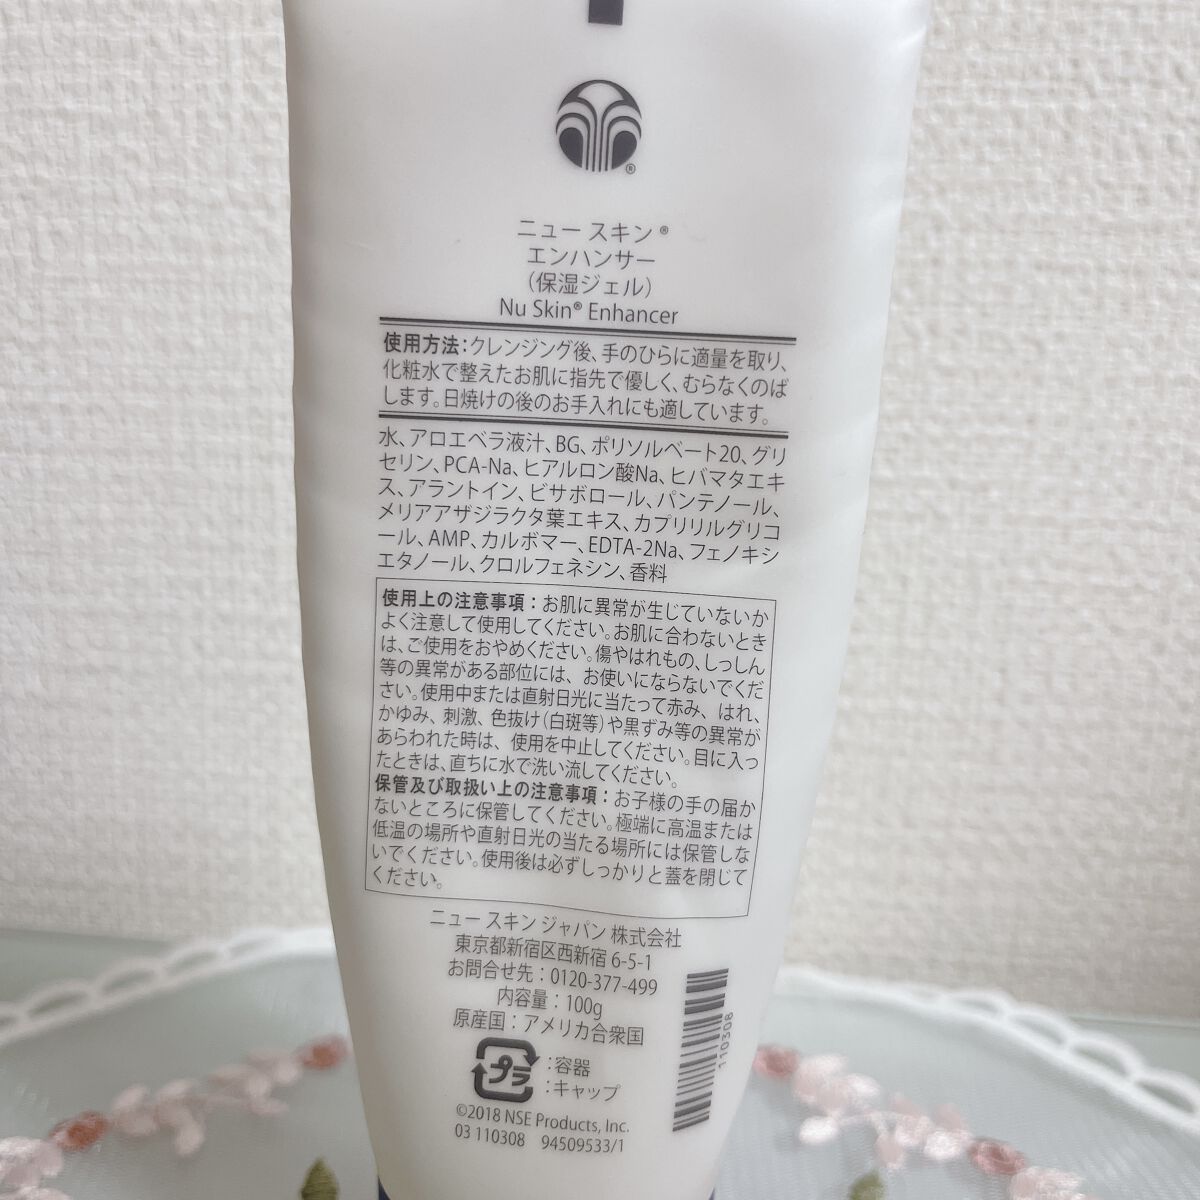 ®
ニュー スキン®
エンハンサー
(保湿ジェル)
Nu Skin® Enhancer
使用方法:クレンジング後、手のひらに適量を取り、
化粧水で整えたお肌に指先で優しく、むらなくのば
します。日焼けの後のお手入れにも適しています。
水、アロエベラ液汁、BG、ポリソルベート20、グリ
セリン、PCA-Na、ヒアルロン酸Na、ヒバマタエキ
ス、アラントイン、ビサボロール、パンテノール、
メリアアザジラクタ葉エキス、カプリリルグリコ
ール、AMP、カルボマー、EDTA-2Na、フェノキシ
エタノール、クロルフェネシン、香料
使用上の注意事項:お肌に異常が生じていないか
よく注意して使用してください。お肌に合わないとき
は、ご使用をおやめください。傷やはれもの、しっしん
等の異常がある部位には、お使いにならないでくだ
さい。使用中または直射日光に当たって赤み、はれ、
かゆみ、刺激、色抜け(白斑等)や黒ずみ等の異常が
あらわれた時は、使用を中止してください。目に入っ
たときは、直ちに水で洗い流してください。
保管及び取扱い上の注意事項:お子様の手の届か
ないところに保管してください。極端に高温または
低温の場所や直射日光の当たる場所には保管しな
いでください。使用後は必ずしっかりと蓋を閉じて
ください。
ニュー スキン ジャパン 株式会社
東京都新宿区西新宿 6-5-1
お問合せ先:0120-377-499
内容量:100g
原産国:アメリカ合衆国
プラ
:容器
:キャップ
©2018 NSE Products, Inc.
03 110308 94509533/1
110308